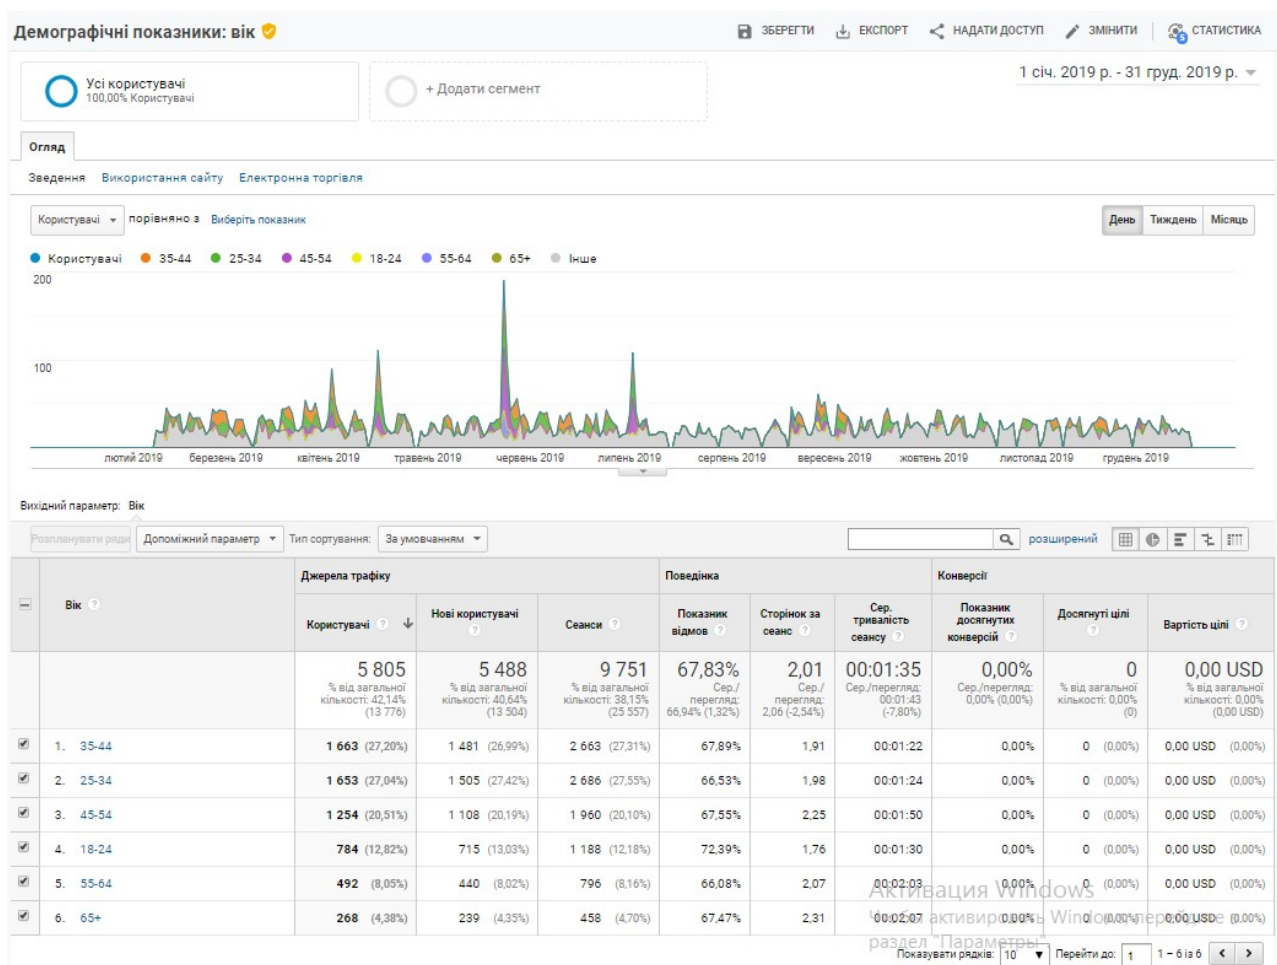 Демографічні показники: вік
ЗБЕРЕГТИ ЕКСПОРТ НАДАТИ ДОСТУП ЗМІНИТИ 5 СТАТИСТИКА
Усі користувачі
100,00% Користувачі
+ Додати сегмент
1 січ. 2019 р. - 31 груд. 2019 р.
Огляд
Зведення Використання сайту Електронна торгівля
Користувачі порівняно з Виберіть показник
День Тиждень Місяць
Користувачі 35-44 25-34 45-54 18-24 55-64 65+ Інше
200
100
лютий 2019 березень 2019 квітень 2019 травень 2019 червень 2019 липень 2019 серпень 2019 вересень 2019 жовтень 2019 листопад 2019 грудень 2019
Вихідний параметр: Вік
Розпланувати ряди Допоміжний параметр Тип сортування: За умовчанням розширений
Джерела трафіку Поведінка Конверсії
Вік ? Користувачі ? Нові користувачі ? Сеанси ? Показник відмов ? Сторінок за сеанс ? Сер. тривалість сеансу ? Показник досягнутих конверсій ? Досягнуті цілі ? Вартість цілі ?
5 805 5 488 9 751 67,83% 2,01 00:01:35 0,00% 0 0,00 USD
% від загальної кількості: 42,14% (13 776) % від загальної кількості: 40,64% (13 504) % від загальної кількості: 38,15% (25 557) Сер./перегляд: 66,94% (1,32%) Сер./перегляд: 2,06 (-2,54%) Сер./перегляд: 00:01:43 (-7,80%) Сер./перегляд: 0,00% (0,00%) % від загальної кількості: 0,00% (0) % від загальної кількості: 0,00% (0,00 USD)
1. 35-44 1 663 (27,20%) 1 481 (26,99%) 2 663 (27,31%) 67,89% 1,91 00:01:22 0,00% 0 (0,00%) 0,00 USD (0,00%)
2. 25-34 1 653 (27,04%) 1 505 (27,42%) 2 686 (27,55%) 66,53% 1,98 00:01:24 0,00% 0 (0,00%) 0,00 USD (0,00%)
3. 45-54 1 254 (20,51%) 1 108 (20,19%) 1 960 (20,10%) 67,55% 2,25 00:01:50 0,00% 0 (0,00%) 0,00 USD (0,00%)
4. 18-24 784 (12,82%) 715 (13,03%) 1 188 (12,18%) 72,39% 1,76 00:01:30 0,00% 0 (0,00%) 0,00 USD (0,00%)
5. 55-64 492 (8,05%) 440 (8,02%) 796 (8,16%) 66,08% 2,07 00:02:03 0,00% 0 (0,00%) 0,00 USD (0,00%)
Активация Windows
6. 65+ 268 (4,38%) 239 (4,35%) 458 (4,70%) 67,47% 2,31 00:02:07 0,00% 0 (0,00%) 0,00 USD (0,00%)
Чтобы активировать Windows, перейдите в
раздел "Параметры".
Показувати рядків: 10 Перейти до: 1 1 – 6 із 6